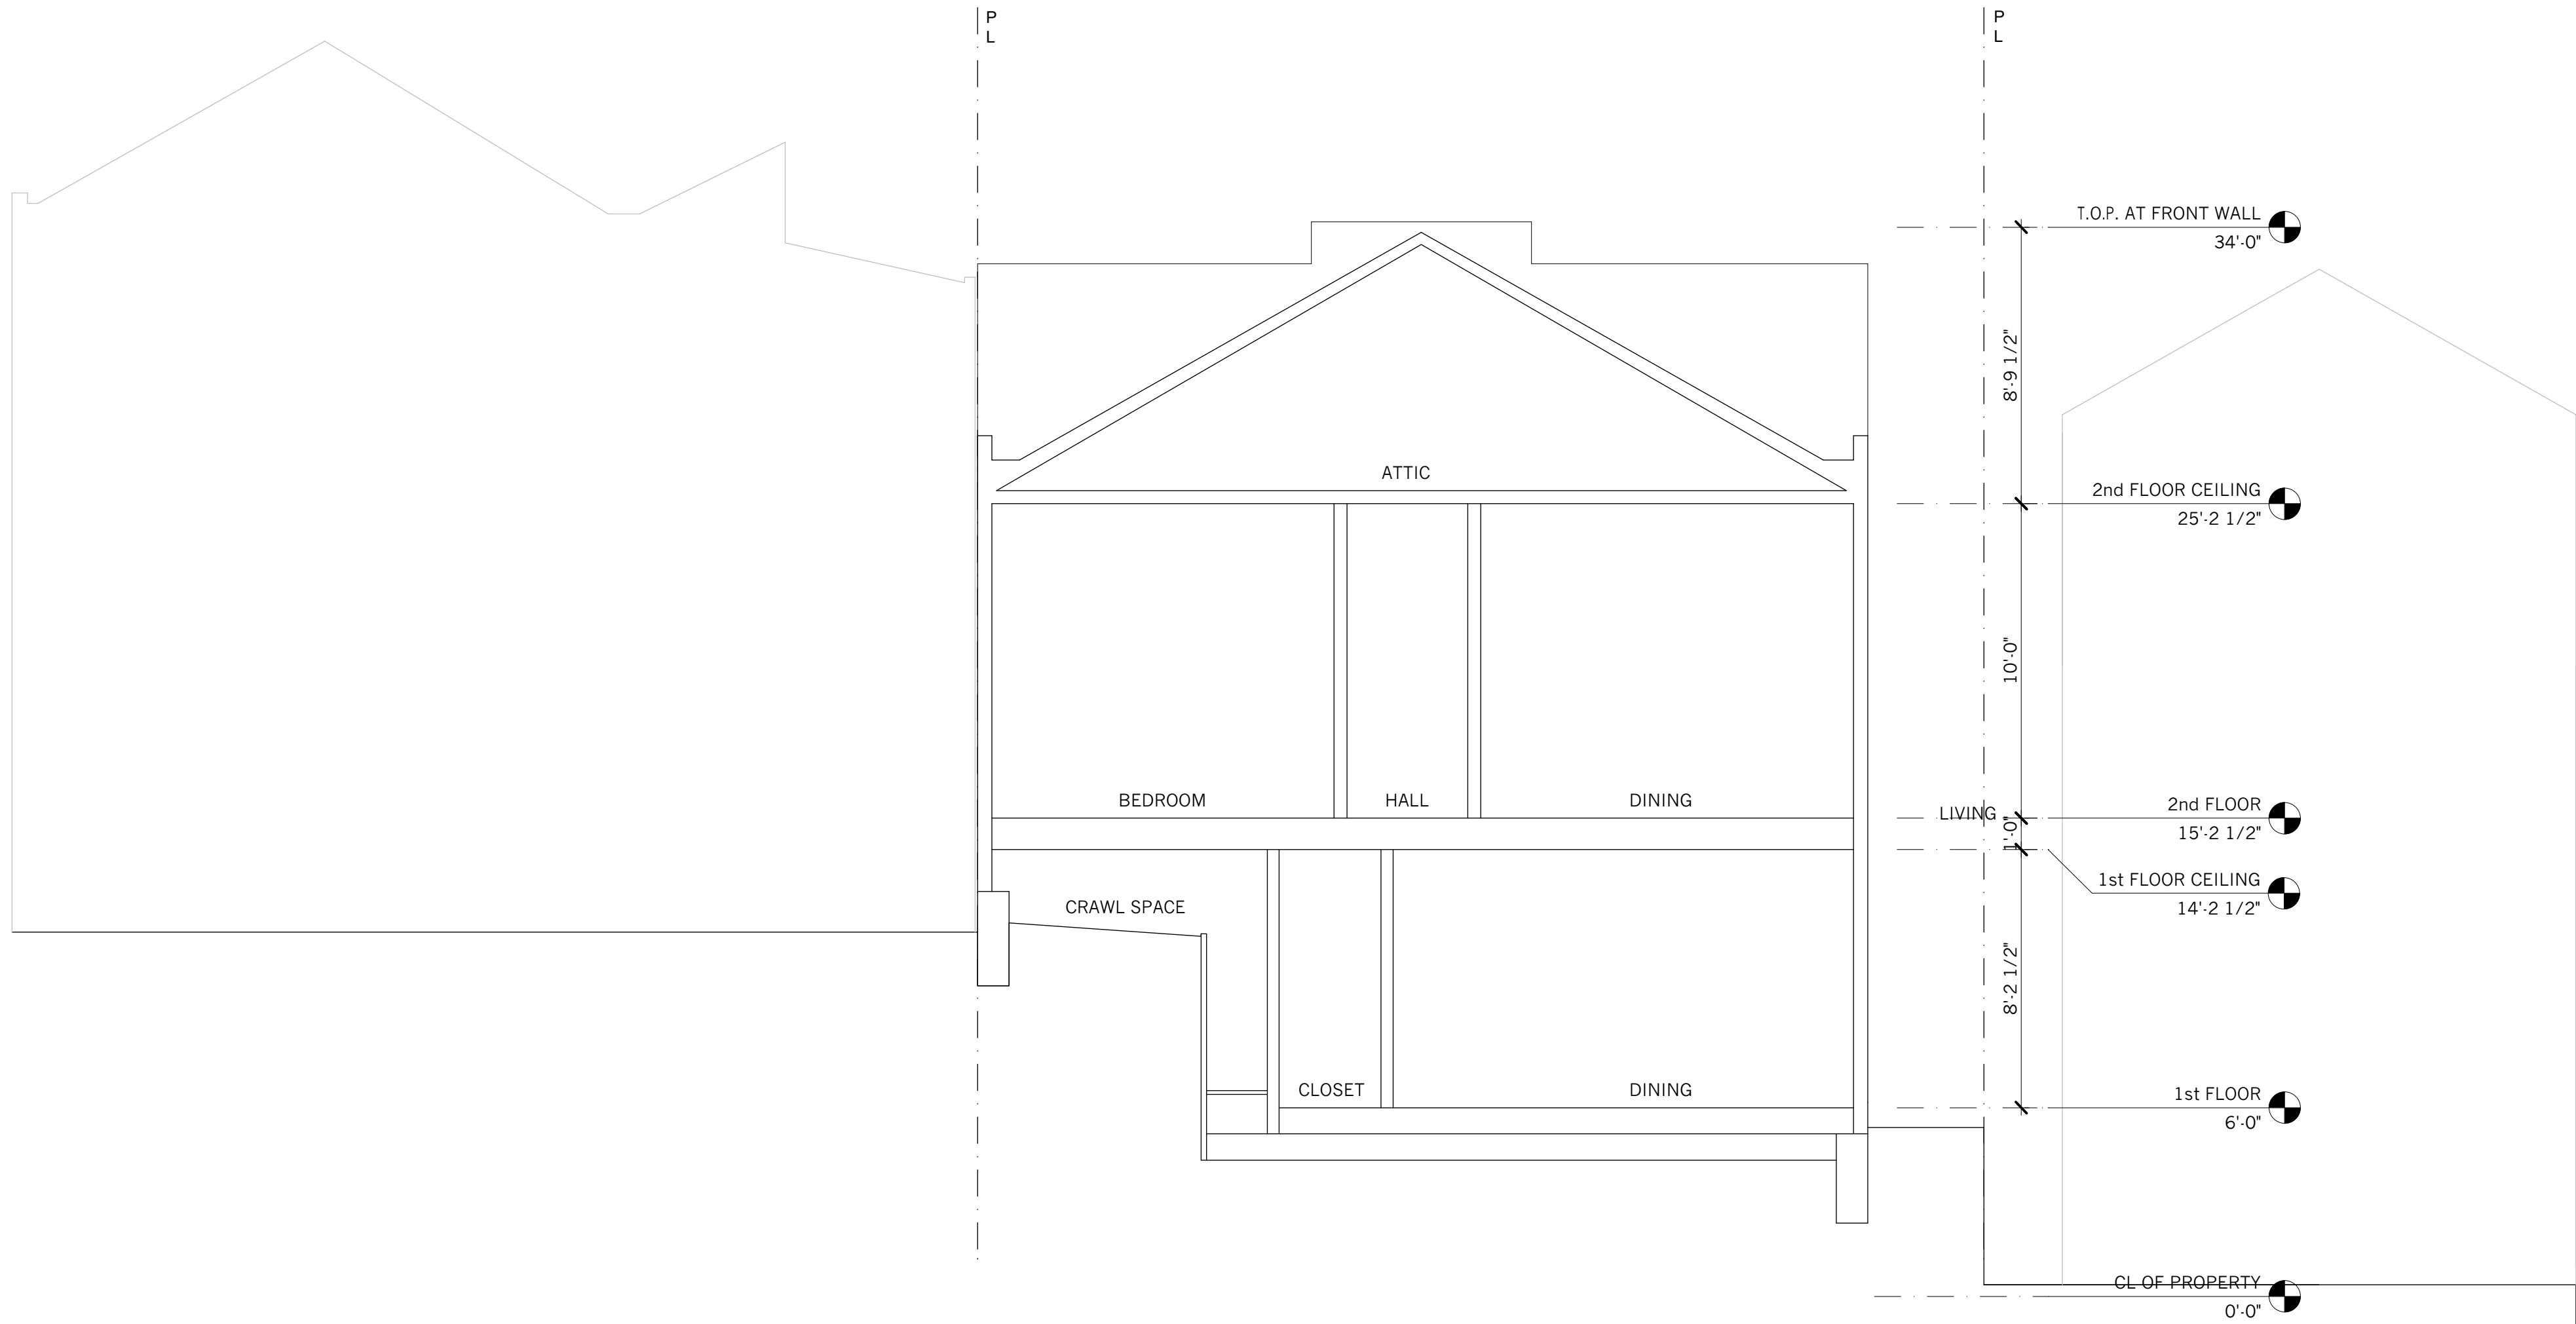 P
L
P
L
T.O.P. AT FRONT WALL
34'-0"
8'-9 1/2"
ATTIC
2nd FLOOR CEILING
25'-2 1/2"
10'-0"
BEDROOM
HALL
DINING
LIVING
2nd FLOOR
15'-2 1/2"
1'-0"
1st FLOOR CEILING
14'-2 1/2"
CRAWL SPACE
8'-2 1/2"
CLOSET
DINING
1st FLOOR
6'-0"
CL OF PROPERTY
0'-0"